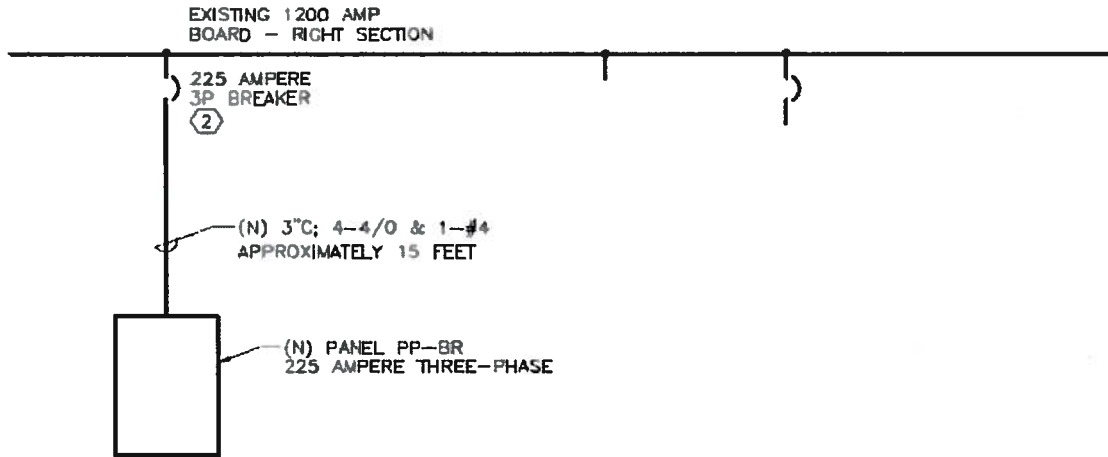 EXISTING 1200 AMP
BOARD - RIGHT SECTION
225 AMPERE
3P BREAKER
2
(N) 3"C; 4-4/0 & 1-#4
APPROXIMATELY 15 FEET
(N) PANEL PP-BR
225 AMPERE THREE-PHASE